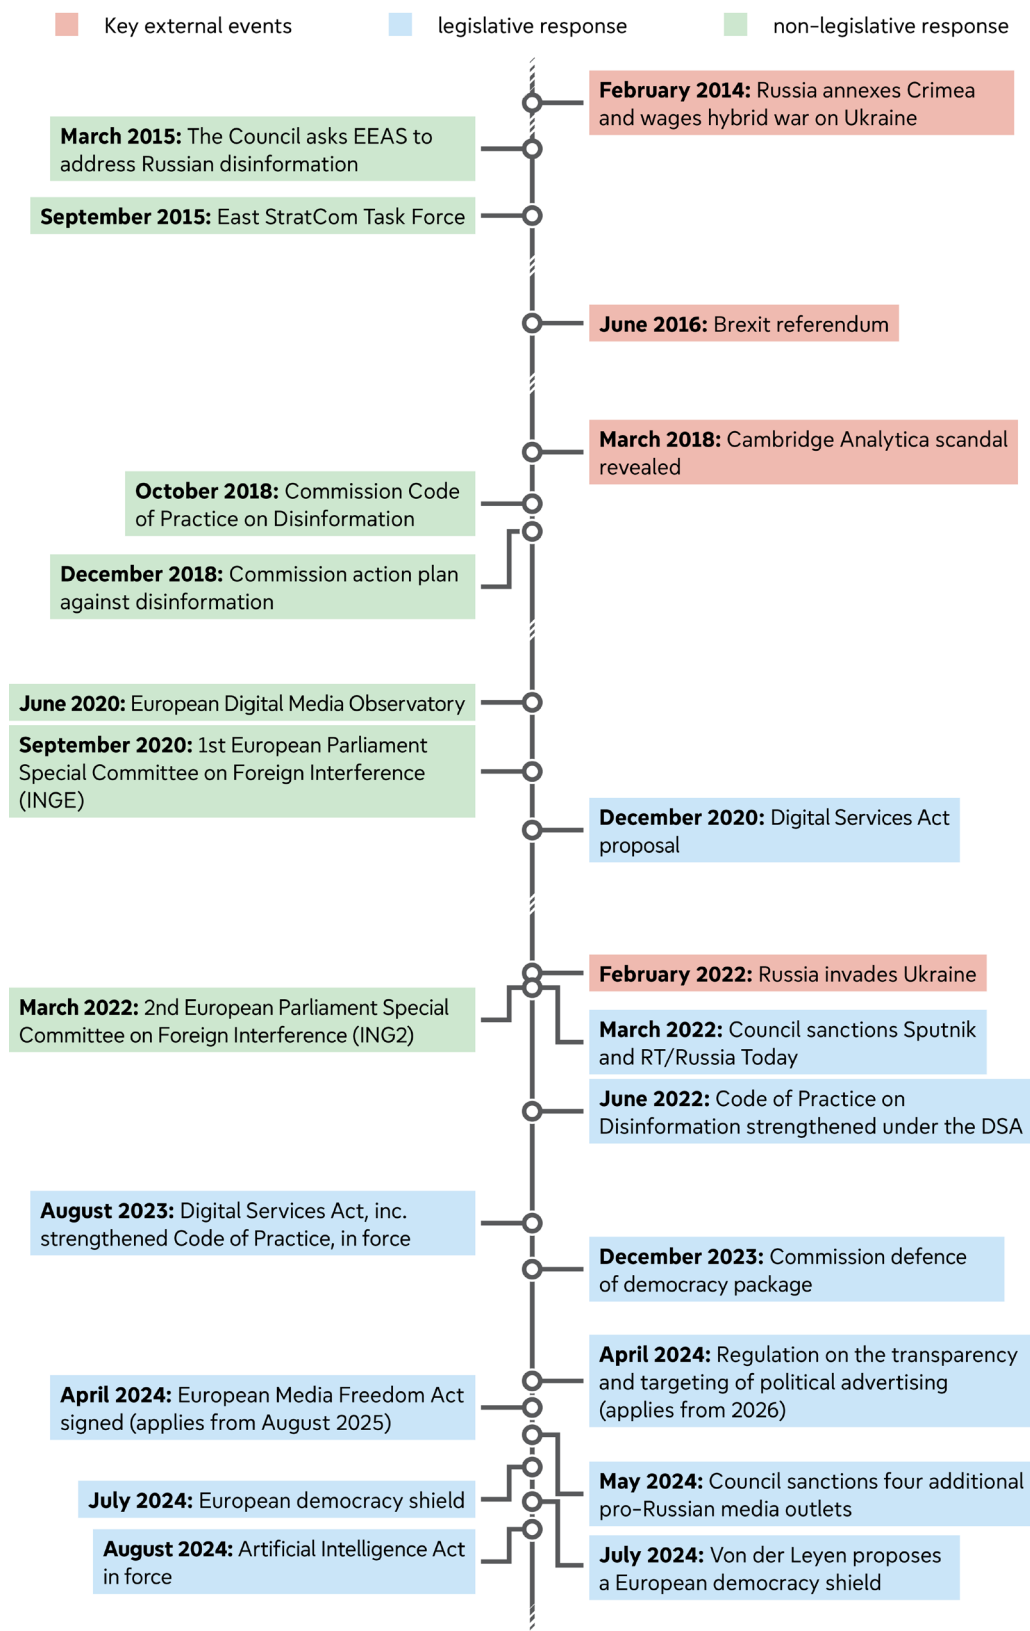 Key external events
legislative response
non-legislative response
February 2014: Russia annexes Crimea
and wages hybrid war on Ukraine
March 2015: The Council asks EEAS to
address Russian disinformation
September 2015: East StratCom Task Force
June 2016: Brexit referendum
March 2018: Cambridge Analytica scandal
revealed
October 2018: Commission Code
of Practice on Disinformation
December 2018: Commission action plan
against disinformation
June 2020: European Digital Media Observatory
September 2020: 1st European Parliament
Special Committee on Foreign Interference
(INGE)
December 2020: Digital Services Act
proposal
February 2022: Russia invades Ukraine
March 2022: 2nd European Parliament Special
Committee on Foreign Interference (ING2)
March 2022: Council sanctions Sputnik
and RT/Russia Today
June 2022: Code of Practice on
Disinformation strengthened under the DSA
August 2023: Digital Services Act, inc.
strengthened Code of Practice, in force
December 2023: Commission defence
of democracy package
April 2024: Regulation on the transparency
and targeting of political advertising
(applies from 2026)
April 2024: European Media Freedom Act
signed (applies from August 2025)
May 2024: Council sanctions four additional
pro-Russian media outlets
July 2024: European democracy shield
July 2024: Von der Leyen proposes
a European democracy shield
August 2024: Artificial Intelligence Act
in force